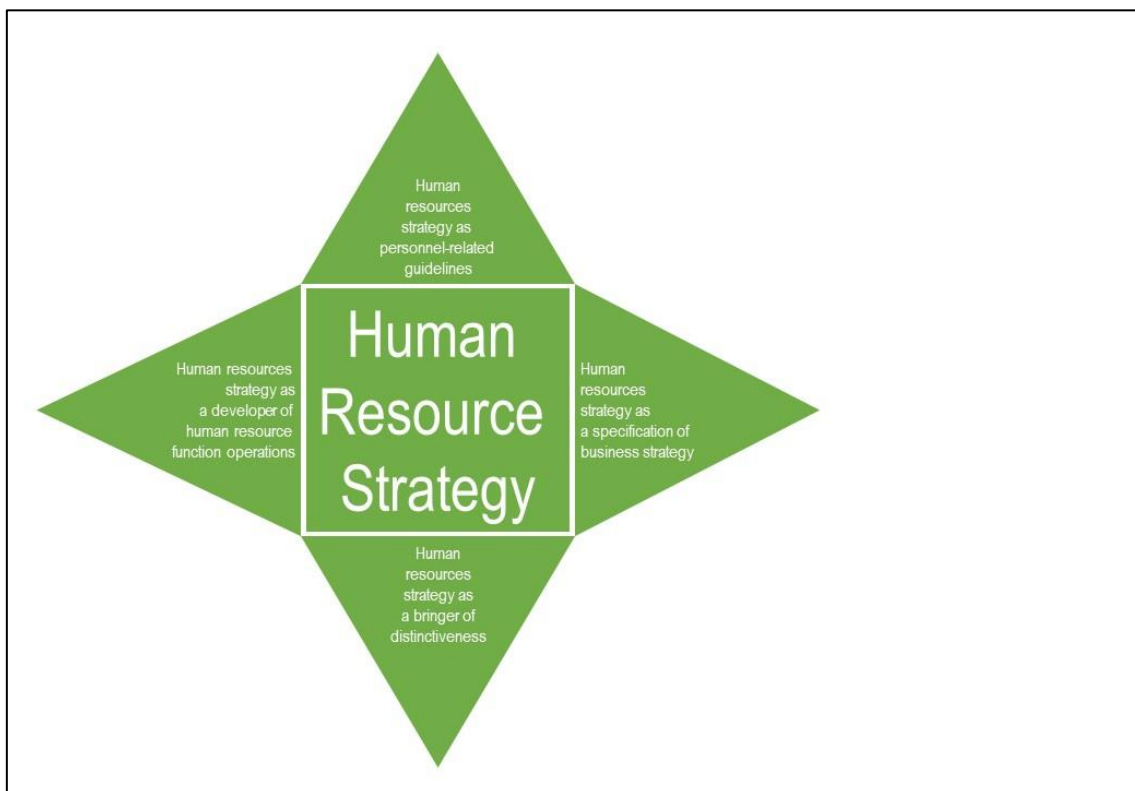 Human
resources
strategy as
personnel-related
guidelines
Human resources
strategy as
a developer of
human resource
function operations
Human
Resource
Strategy
Human
resources
strategy as
a specification of
business strategy
Human
resources
strategy as
a bringer of
distinctiveness